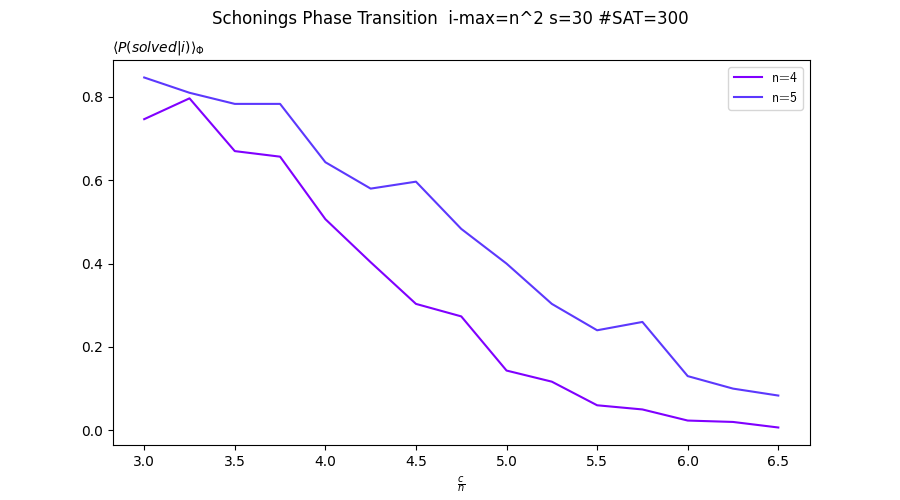 Schonings Phase Transition  i-max=n^2 s=30 #SAT=300
⟨P(solved|i)⟩Φ
n=4
n=5
0.8
0.6
0.4
0.2
0.0
3.0 3.5 4.0 4.5 5.0 5.5 6.0 6.5
c/n